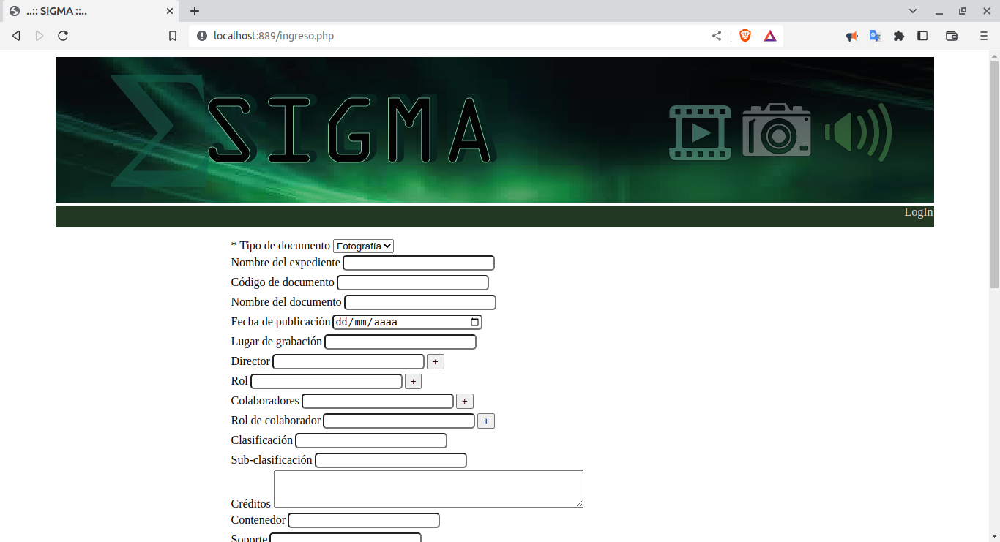 ..:: SIGMA ::..
localhost:889/ingreso.php
Σ SIGMA
LogIn
* Tipo de documento Fotografía
Nombre del expediente
Código de documento
Nombre del documento
Fecha de publicación dd/mm/aaaa
Lugar de grabación
Director +
Rol +
Colaboradores +
Rol de colaborador +
Clasificación
Sub-clasificación
Créditos
Contenedor
Soporte